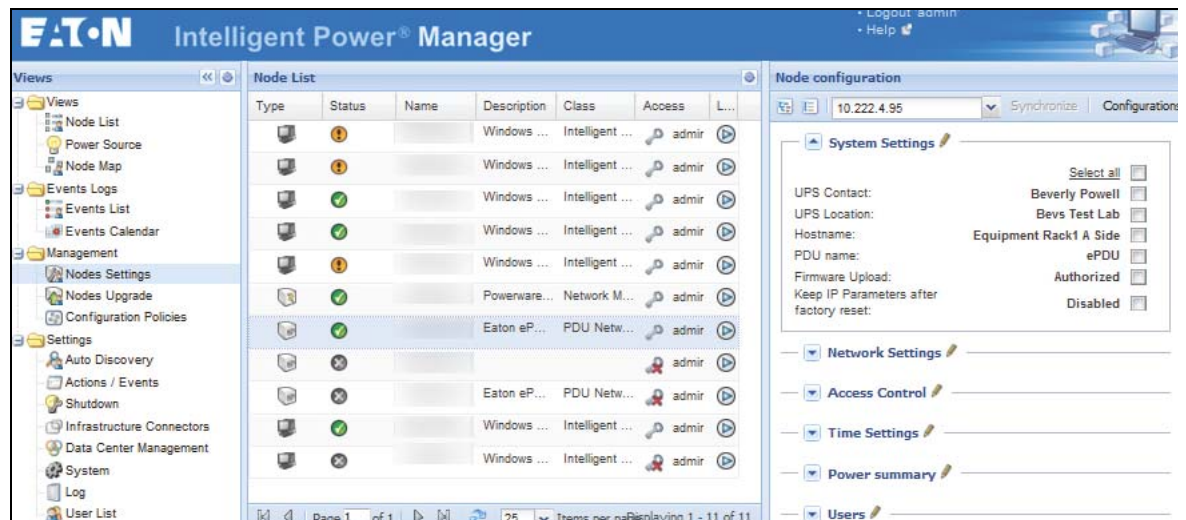 EATON Intelligent Power® Manager
• Logout admin
• Help
Views
Views
Node List
Power Source
Node Map
Events Logs
Events List
Events Calendar
Management
Nodes Settings
Nodes Upgrade
Configuration Policies
Settings
Auto Discovery
Actions / Events
Shutdown
Infrastructure Connectors
Data Center Management
System
Log
User List
Node List
Type Status Name Description Class Access L...
Windows ... Intelligent ... admir
Windows ... Intelligent ... admir
Windows ... Intelligent ... admir
Windows ... Intelligent ... admir
Windows ... Intelligent ... admir
Powerware... Network M... admir
Eaton eP... PDU Netw... admir
admir
Eaton eP... PDU Netw... admir
Windows ... Intelligent ... admir
Windows ... Intelligent ... admir
Page 1 of 1 25 Items per page Displaying 1 - 11 of 11
Node configuration
10.222.4.95 Synchronize Configurations
System Settings
Select all
UPS Contact: Beverly Powell
UPS Location: Bevs Test Lab
Hostname: Equipment Rack1 A Side
PDU name: ePDU
Firmware Upload: Authorized
Keep IP Parameters after
factory reset: Disabled
Network Settings
Access Control
Time Settings
Power summary
Users